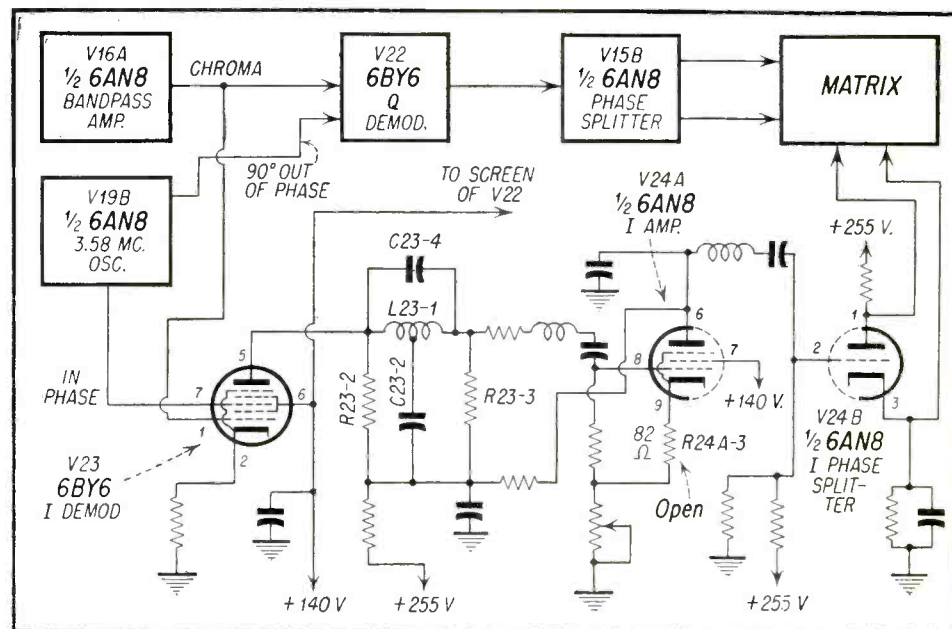 V16A
½ 6AN8
BANDPASS
AMP.
CHROMA
V22
6BY6
Q
DEMOD.
V15B
½ 6AN8
PHASE
SPLITTER
MATRIX
90° OUT
OF PHASE
V19B
½ 6AN8
3.58 MC.
OSC.
TO SCREEN
OF V22
V24A
½ 6AN8
I AMP.
+255 V.
C23-4
L23-1
C23-2
R23-2
R23-3
IN
PHASE
5
7
6
1
2
V23
6BY6
I DEMOD
6
8
7
9
+140 V.
82
Ω
R24A-3
Open
1
2
3
V24B
½ 6AN8
I PHASE
SPLIT-
TER
+140 V
+255 V
+255 V